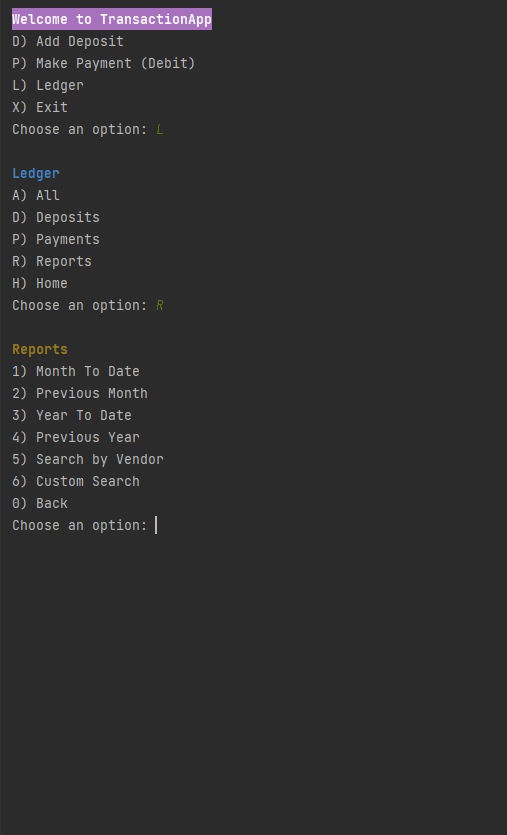 Welcome to TransactionApp
D) Add Deposit
P) Make Payment (Debit)
L) Ledger
X) Exit
Choose an option: L
Ledger
A) All
D) Deposits
P) Payments
R) Reports
H) Home
Choose an option: R
Reports
1) Month To Date
2) Previous Month
3) Year To Date
4) Previous Year
5) Search by Vendor
6) Custom Search
0) Back
Choose an option: